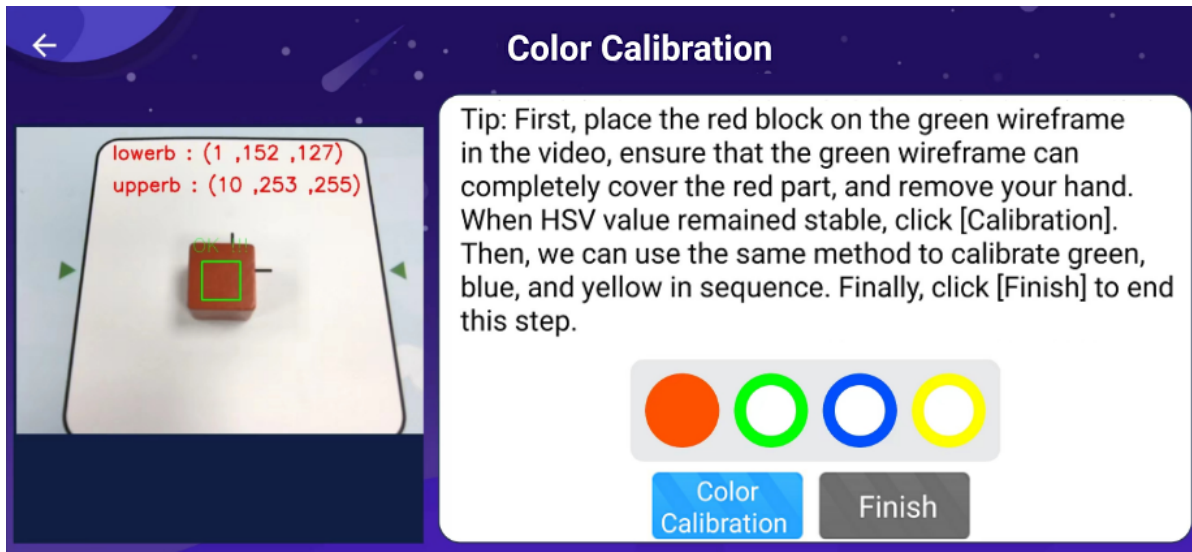 Color Calibration
lowerb : (1 ,152 ,127)
upperb : (10 ,253 ,255)
OK !!!
Tip: First, place the red block on the green wireframe
in the video, ensure that the green wireframe can
completely cover the red part, and remove your hand.
When HSV value remained stable, click [Calibration].
Then, we can use the same method to calibrate green,
blue, and yellow in sequence. Finally, click [Finish] to end
this step.
Color
Calibration
Finish